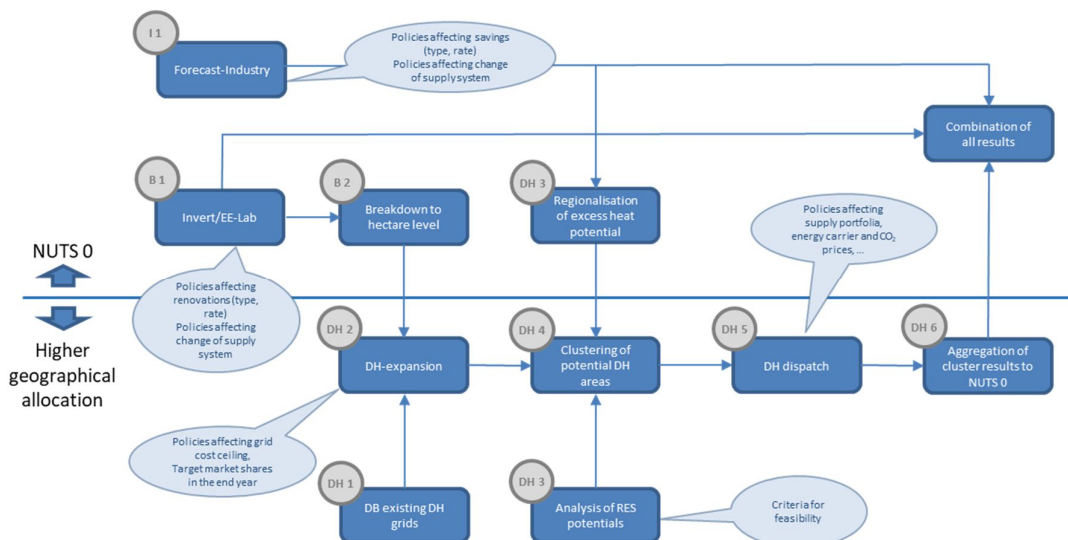 I 1
Forecast-Industry
Policies affecting savings
(type, rate)
Policies affecting change
of supply system
Combination of
all results
B 1
Invert/EE-Lab
B 2
Breakdown to
hectare level
DH 3
Regionalisation
of excess heat
potential
Policies affecting
supply portfolia,
energy carrier and CO₂
prices, ...
NUTS 0
Higher
geographical
allocation
Policies affecting
renovations (type,
rate)
Policies affecting
change of supply
system
DH 2
DH-expansion
DH 4
Clustering of
potential DH
areas
DH 5
DH dispatch
DH 6
Aggregation of
cluster results to
NUTS 0
Policies affecting grid
cost ceiling,
Target market shares
in the end year
DH 1
DB existing DH
grids
DH 3
Analysis of RES
potentials
Criteria for
feasibility